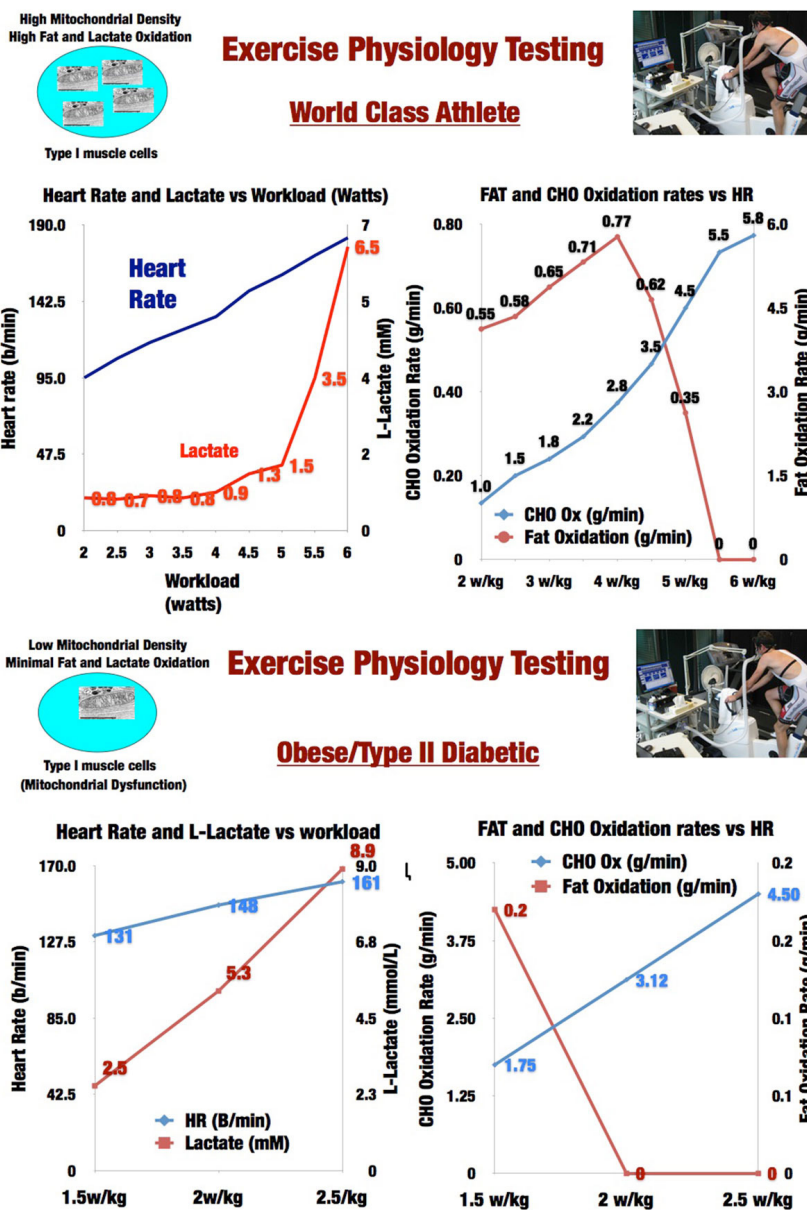 High Mitochondrial Density
High Fat and Lactate Oxidation
Type I muscle cells
Exercise Physiology Testing
World Class Athlete
Heart Rate and Lactate vs Workload (Watts)
190.0
142.5
95.0
47.5
0
Heart rate (b/min)
Heart
Rate
Lactate
0.8
0.7
0.8
0.8
0.9
1.3
1.5
3.5
6.5
7
5
4
2
0
L-Lactate (mM)
2 2.5 3 3.5 4 4.5 5 5.5 6
Workload
(watts)
FAT and CHO Oxidation rates vs HR
0.80
0.60
0.40
0.20
0
CHO Oxidation Rate (g/min)
0.55
0.58
0.65
0.71
0.77
0.62
0.35
0
0
1.0
1.5
1.8
2.2
2.8
3.5
4.5
5.5
5.8
CHO Ox (g/min)
Fat Oxidation (g/min)
6.0
4.5
3.0
1.5
0
Fat Oxidation Rate (g/min)
2 w/kg 3 w/kg 4 w/kg 5 w/kg 6 w/kg
Low Mitochondrial Density
Minimal Fat and Lactate Oxidation
Type I muscle cells
(Mitochondrial Dysfunction)
Exercise Physiology Testing
Obese/Type II Diabetic
Heart Rate and L-Lactate vs workload
170.0
127.5
85.0
42.5
0
Heart Rate (b/min)
131
148
161
2.5
5.3
8.9
HR (B/min)
Lactate (mM)
9.0
6.8
4.5
2.3
0
L-Lactate (mmol/L)
1.5w/kg 2w/kg 2.5/kg
FAT and CHO Oxidation rates vs HR
CHO Ox (g/min)
Fat Oxidation (g/min)
5.00
3.75
2.50
1.25
0
CHO Oxidation Rate (g/min)
0.2
0
0
1.75
3.12
4.50
0.2
0.2
0.1
0.1
0
Fat Oxidation Rate (g/min)
1.5 w/kg 2 w/kg 2.5 w/kg